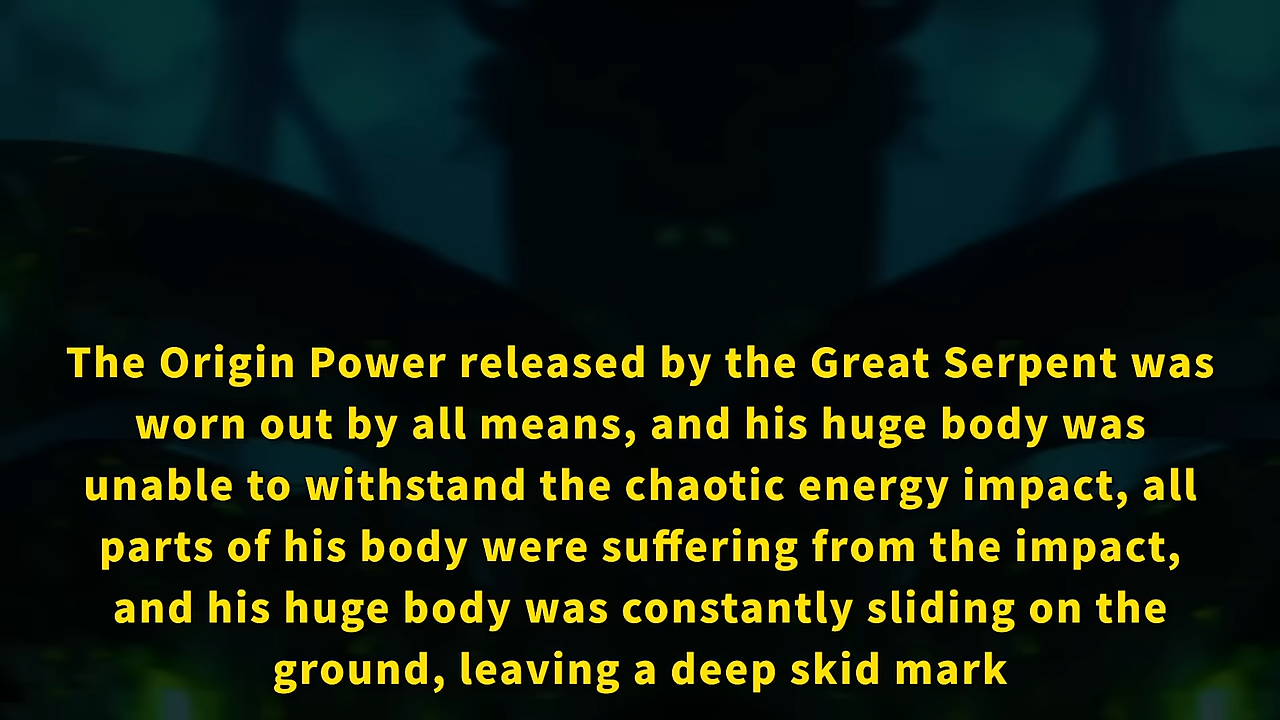 The Origin Power released by the Great Serpent was
worn out by all means, and his huge body was
unable to withstand the chaotic energy impact, all
parts of his body were suffering from the impact,
and his huge body was constantly sliding on the
ground, leaving a deep skid mark